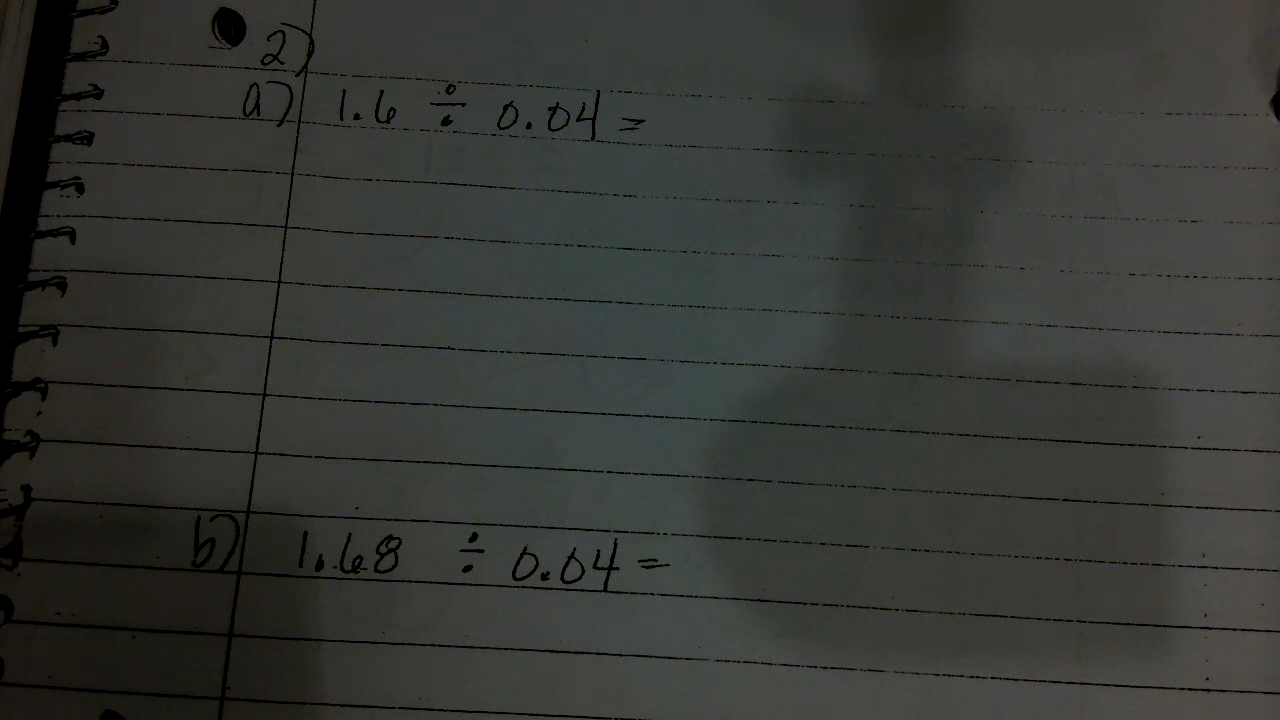 2)
a) 1.6 ÷ 0.04 =
b) 1.68 ÷ 0.04 =